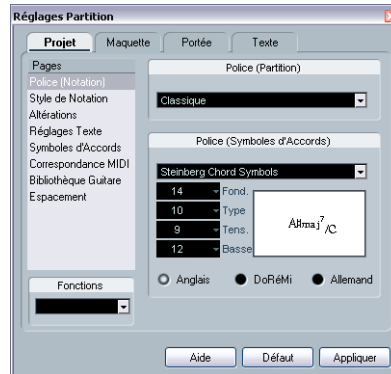 Réglages Partition
Projet
Maquette
Portée
Texte
Pages
Police (Notation)
Style de Notation
Altérations
Réglages Texte
Symboles d'Accords
Correspondance MIDI
Bibliothèque Guitare
Espacement
Fonctions
Police (Partition)
Classique
Police (Symboles d'Accords)
Steinberg Chord Symbols
14 Fond.
10 Type
9 Tens.
12 Basse
Anglais DoRéMi Allemand
Aide Défaut Appliquer